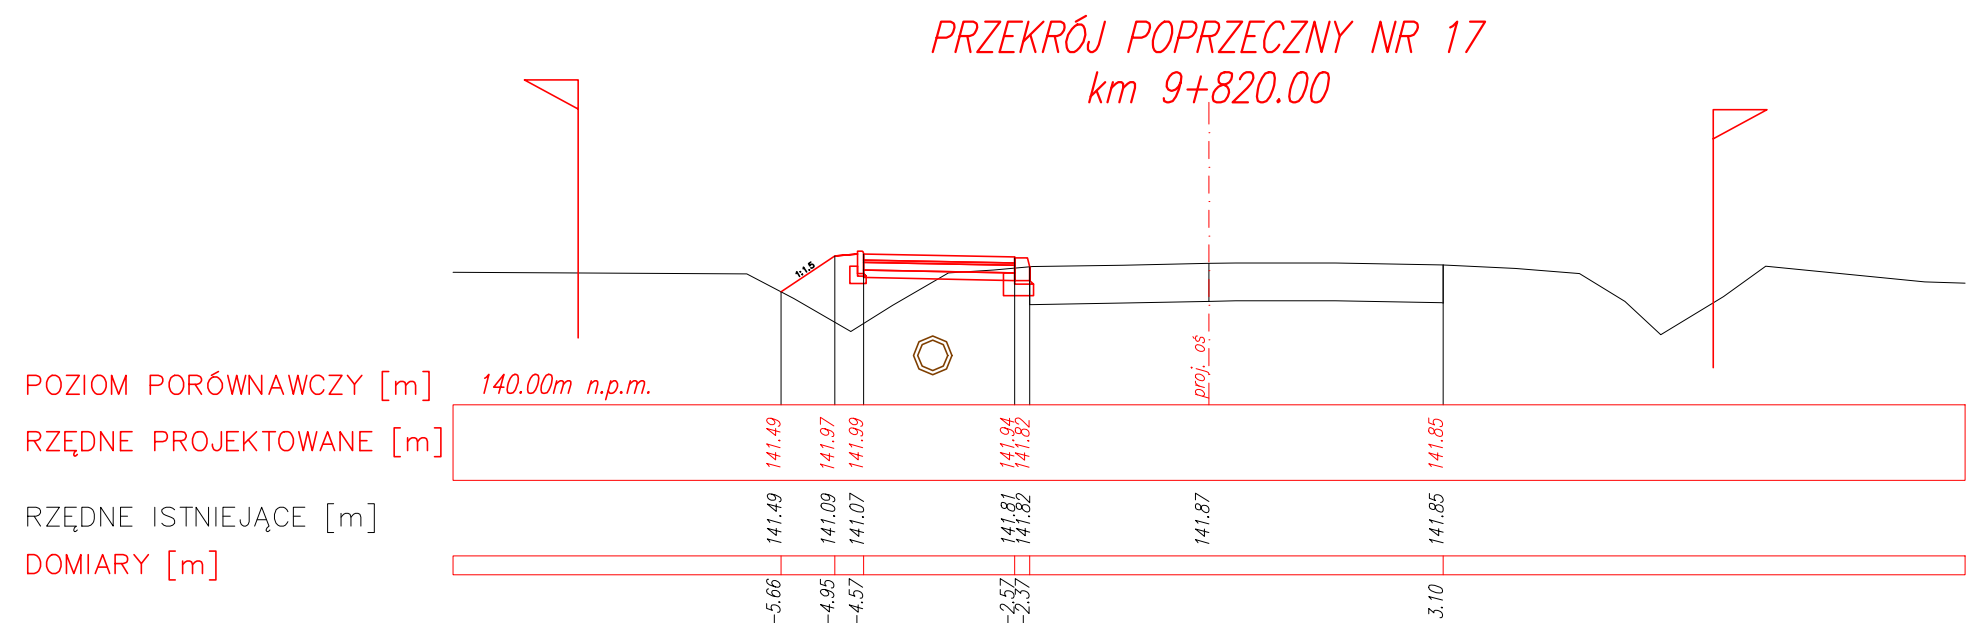 PRZEKRÓJ POPRZECZNY NR 17
km 9+820.00
1:1.5
proj. oś
POZIOM PORÓWNAWCZY [m] 140.00m n.p.m.
RZĘDNE PROJEKTOWANE [m] 141.49 141.97 141.99 141.94 141.82 141.85
RZĘDNE ISTNIEJĄCE [m] 141.49 141.09 141.07 141.81 141.82 141.87 141.85
DOMIARY [m] -5.66 -4.95 -4.57 -2.57 -2.37 3.10